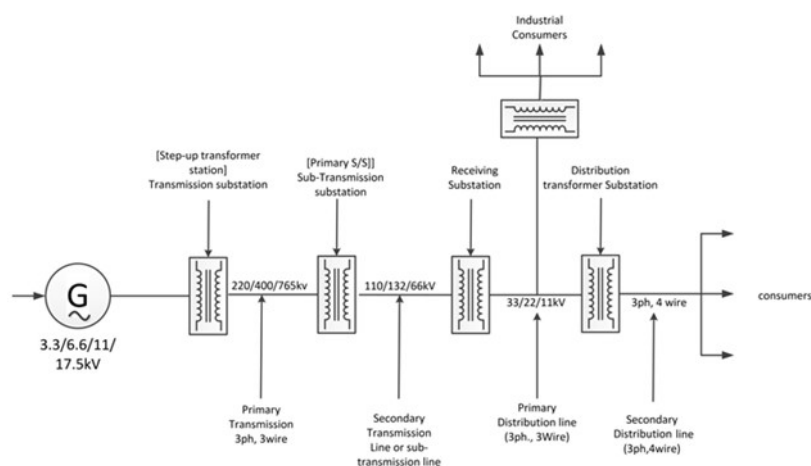 Industrial
Consumers
[Step-up transformer
station]
Transmission substation
[Primary S/S]]
Sub-Transmission
substation
Receiving
Substation
Distribution
transformer Substation
G
3.3/6.6/11/
17.5kV
220/400/765kv
110/132/66kV
33/22/11kV
3ph, 4 wire
consumers
Primary
Transmission
3ph, 3wire
Secondary
Transmission
Line or sub-
transmission line
Primary
Distribution line
(3ph., 3Wire)
Secondary
Distribution line
(3ph,4wire)